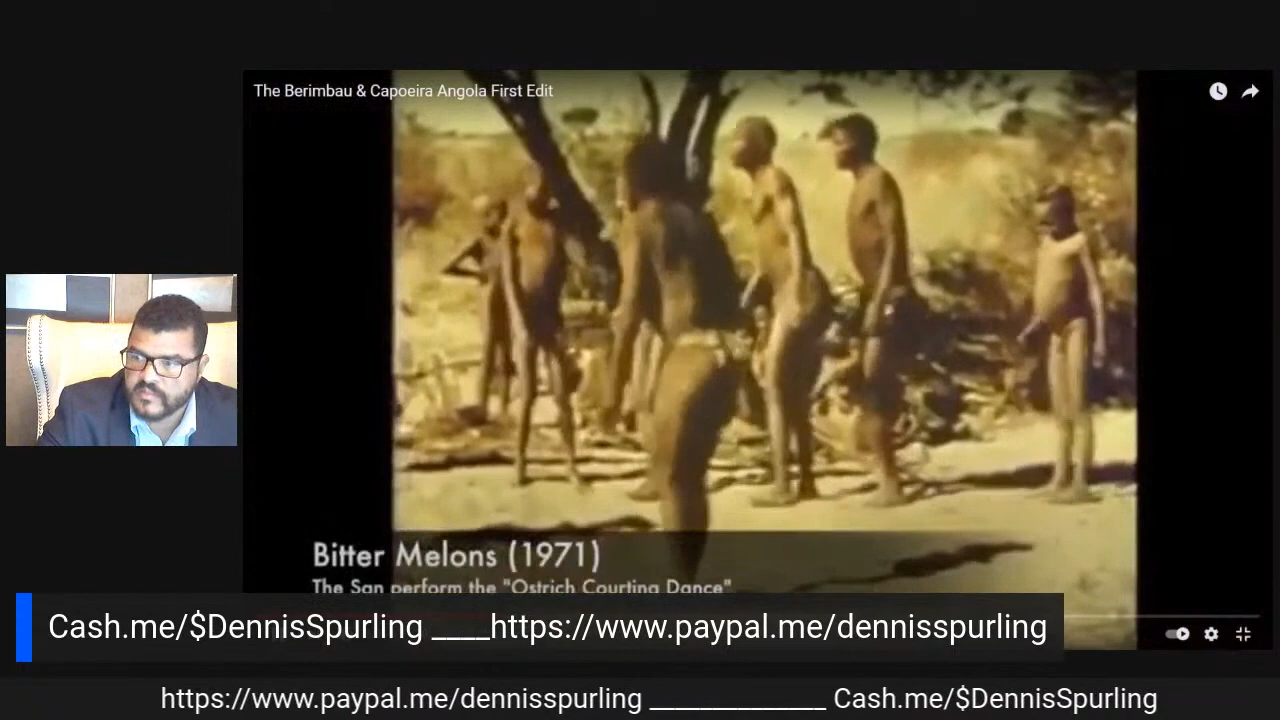 The Berimbau & Capoeira Angola First Edit
Bitter Melons (1971)
The San perform the "Ostrich Courting Dance"
Cash.me/$DennisSpurling ____https://www.paypal.me/dennisspurling
https://www.paypal.me/dennisspurling ______________ Cash.me/$DennisSpurling